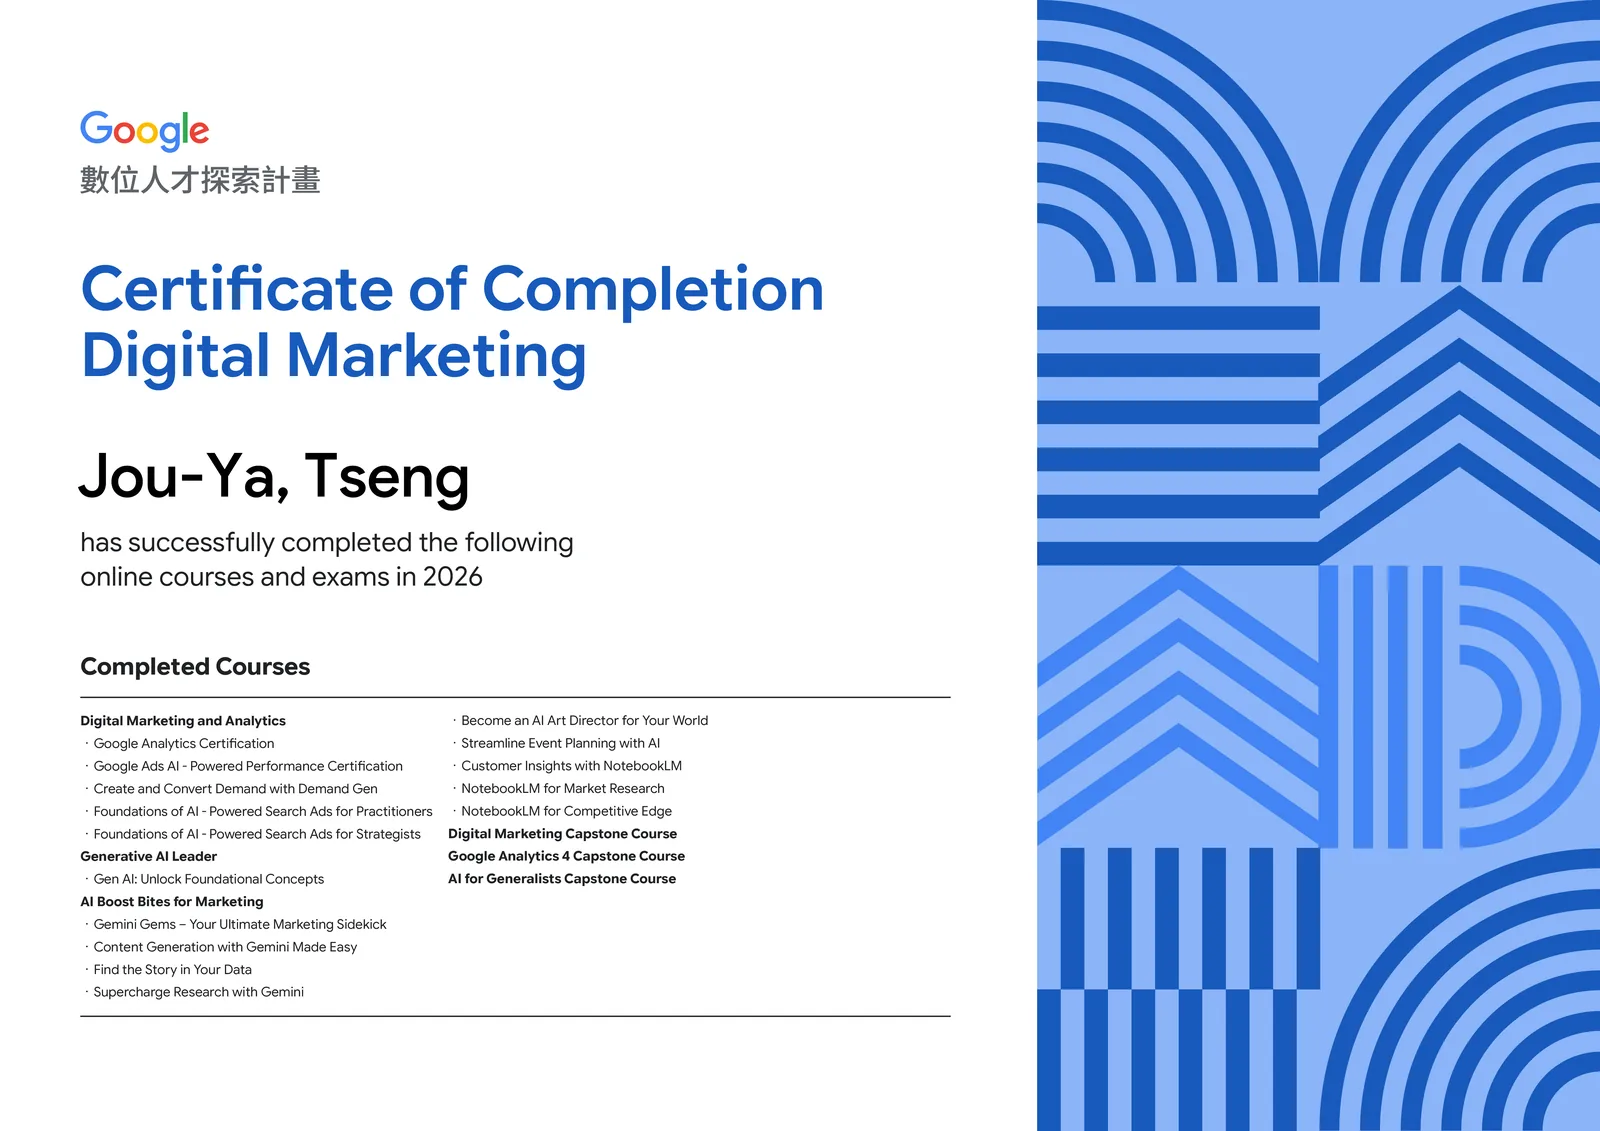 Google
數位人才探索計畫
Certificate of Completion
Digital Marketing
Jou-Ya, Tseng
has successfully completed the following
online courses and exams in 2026
Completed Courses
Digital Marketing and Analytics
· Google Analytics Certification
· Google Ads AI - Powered Performance Certification
· Create and Convert Demand with Demand Gen
· Foundations of AI - Powered Search Ads for Practitioners
· Foundations of AI - Powered Search Ads for Strategists
Generative AI Leader
· Gen AI: Unlock Foundational Concepts
AI Boost Bites for Marketing
· Gemini Gems – Your Ultimate Marketing Sidekick
· Content Generation with Gemini Made Easy
· Find the Story in Your Data
· Supercharge Research with Gemini
· Become an AI Art Director for Your World
· Streamline Event Planning with AI
· Customer Insights with NotebookLM
· NotebookLM for Market Research
· NotebookLM for Competitive Edge
Digital Marketing Capstone Course
Google Analytics 4 Capstone Course
AI for Generalists Capstone Course